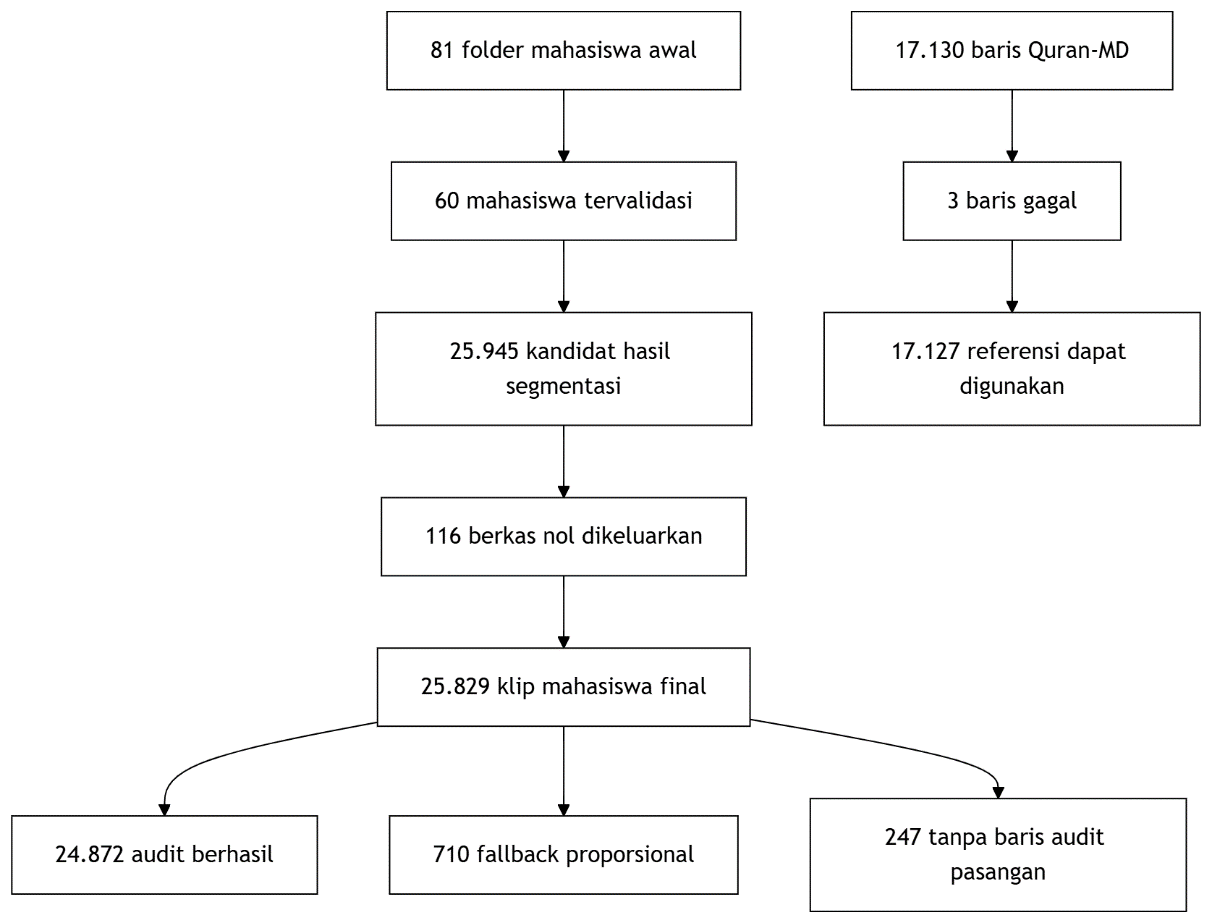 81 folder mahasiswa awal
17.130 baris Quran-MD
60 mahasiswa tervalidasi
3 baris gagal
25.945 kandidat hasil
segmentasi
17.127 referensi dapat
digunakan
116 berkas nol dikeluarkan
25.829 klip mahasiswa final
24.872 audit berhasil
710 fallback proporsional
247 tanpa baris audit
pasangan